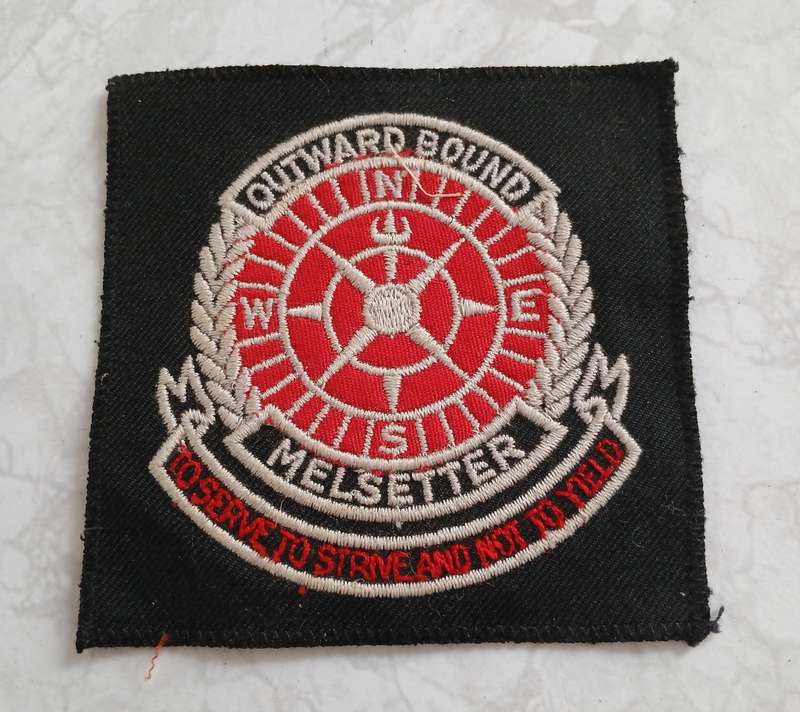 OUTWARD BOUND
N
W E
S
MELSETTER
TO SERVE TO STRIVE AND NOT TO YIELD